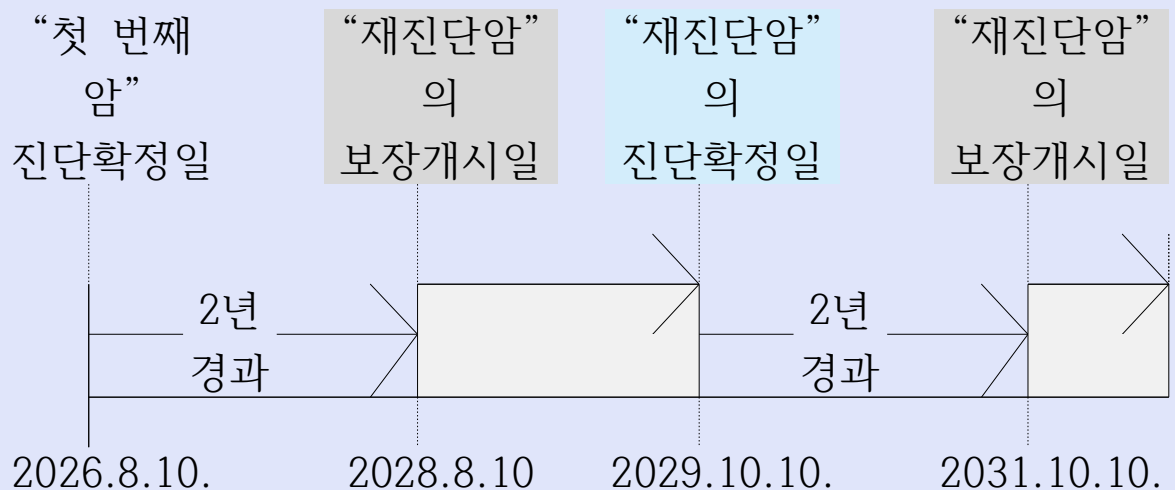 “첫 번째
암”
진단확정일
“재진단암”
의
보장개시일
“재진단암”
의
진단확정일
“재진단암”
의
보장개시일
2년
경과
2년
경과
2026.8.10.
2028.8.10
2029.10.10.
2031.10.10.